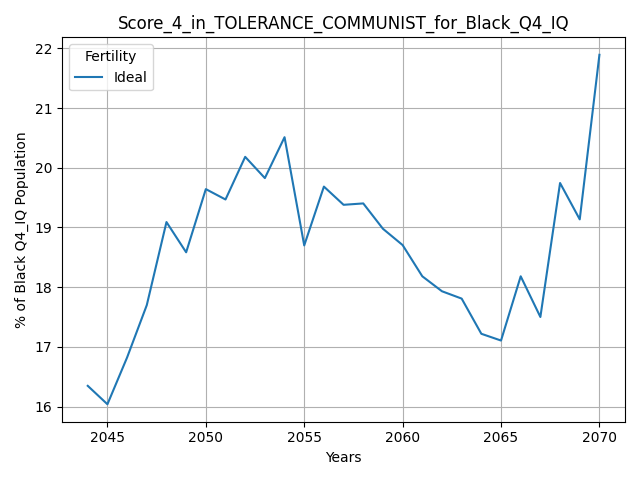 Score_4_in_TOLERANCE_COMMUNIST_for_Black_Q4_IQ
Fertility
Ideal
% of Black Q4_IQ Population
22
21
20
19
18
17
16
2045 2050 2055 2060 2065 2070
Years